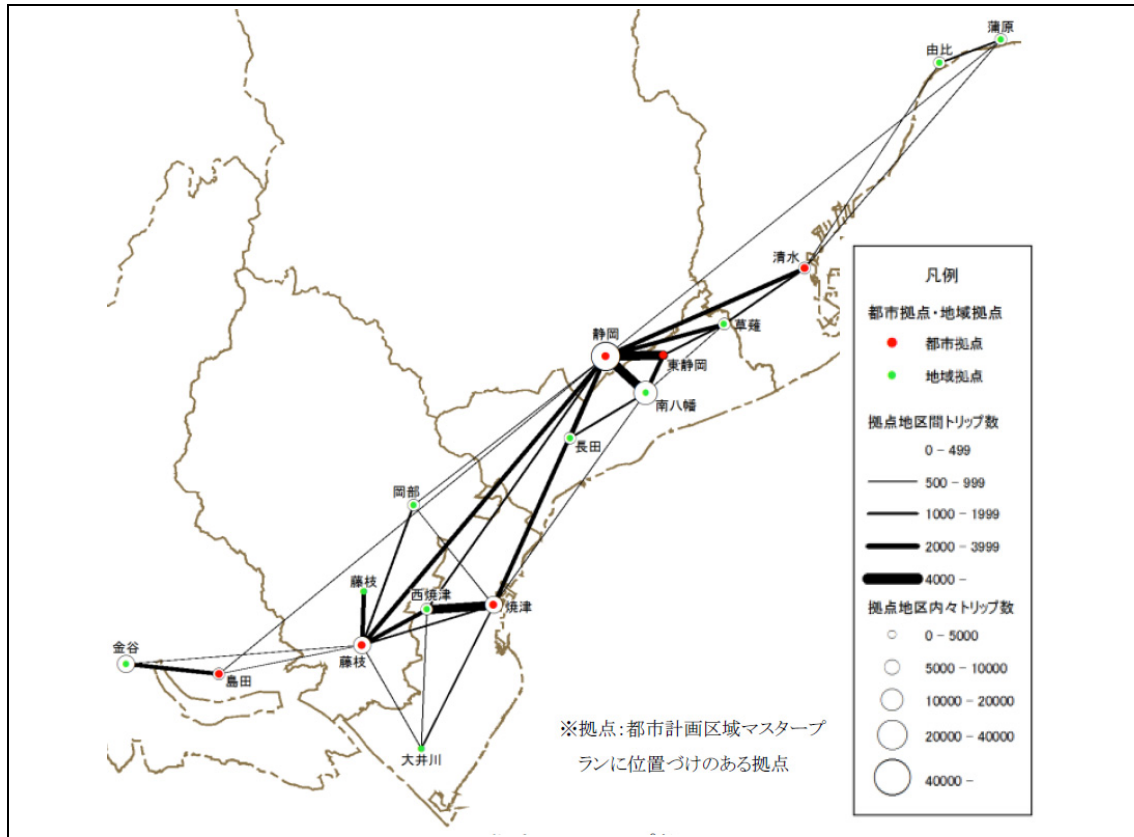 蒲原
由比
清水
草薙
静岡
東静岡
南八幡
長田
岡部
藤枝
西焼津
焼津
金谷
島田
藤枝
大井川
※拠点:都市計画区域マスタープ
ランに位置づけのある拠点
凡例
都市拠点・地域拠点
都市拠点
地域拠点
拠点地区間トリップ数
0 - 499
500 - 999
1000 - 1999
2000 - 3999
4000 -
拠点地区内々トリップ数
0 - 5000
5000 - 10000
10000 - 20000
20000 - 40000
40000 -